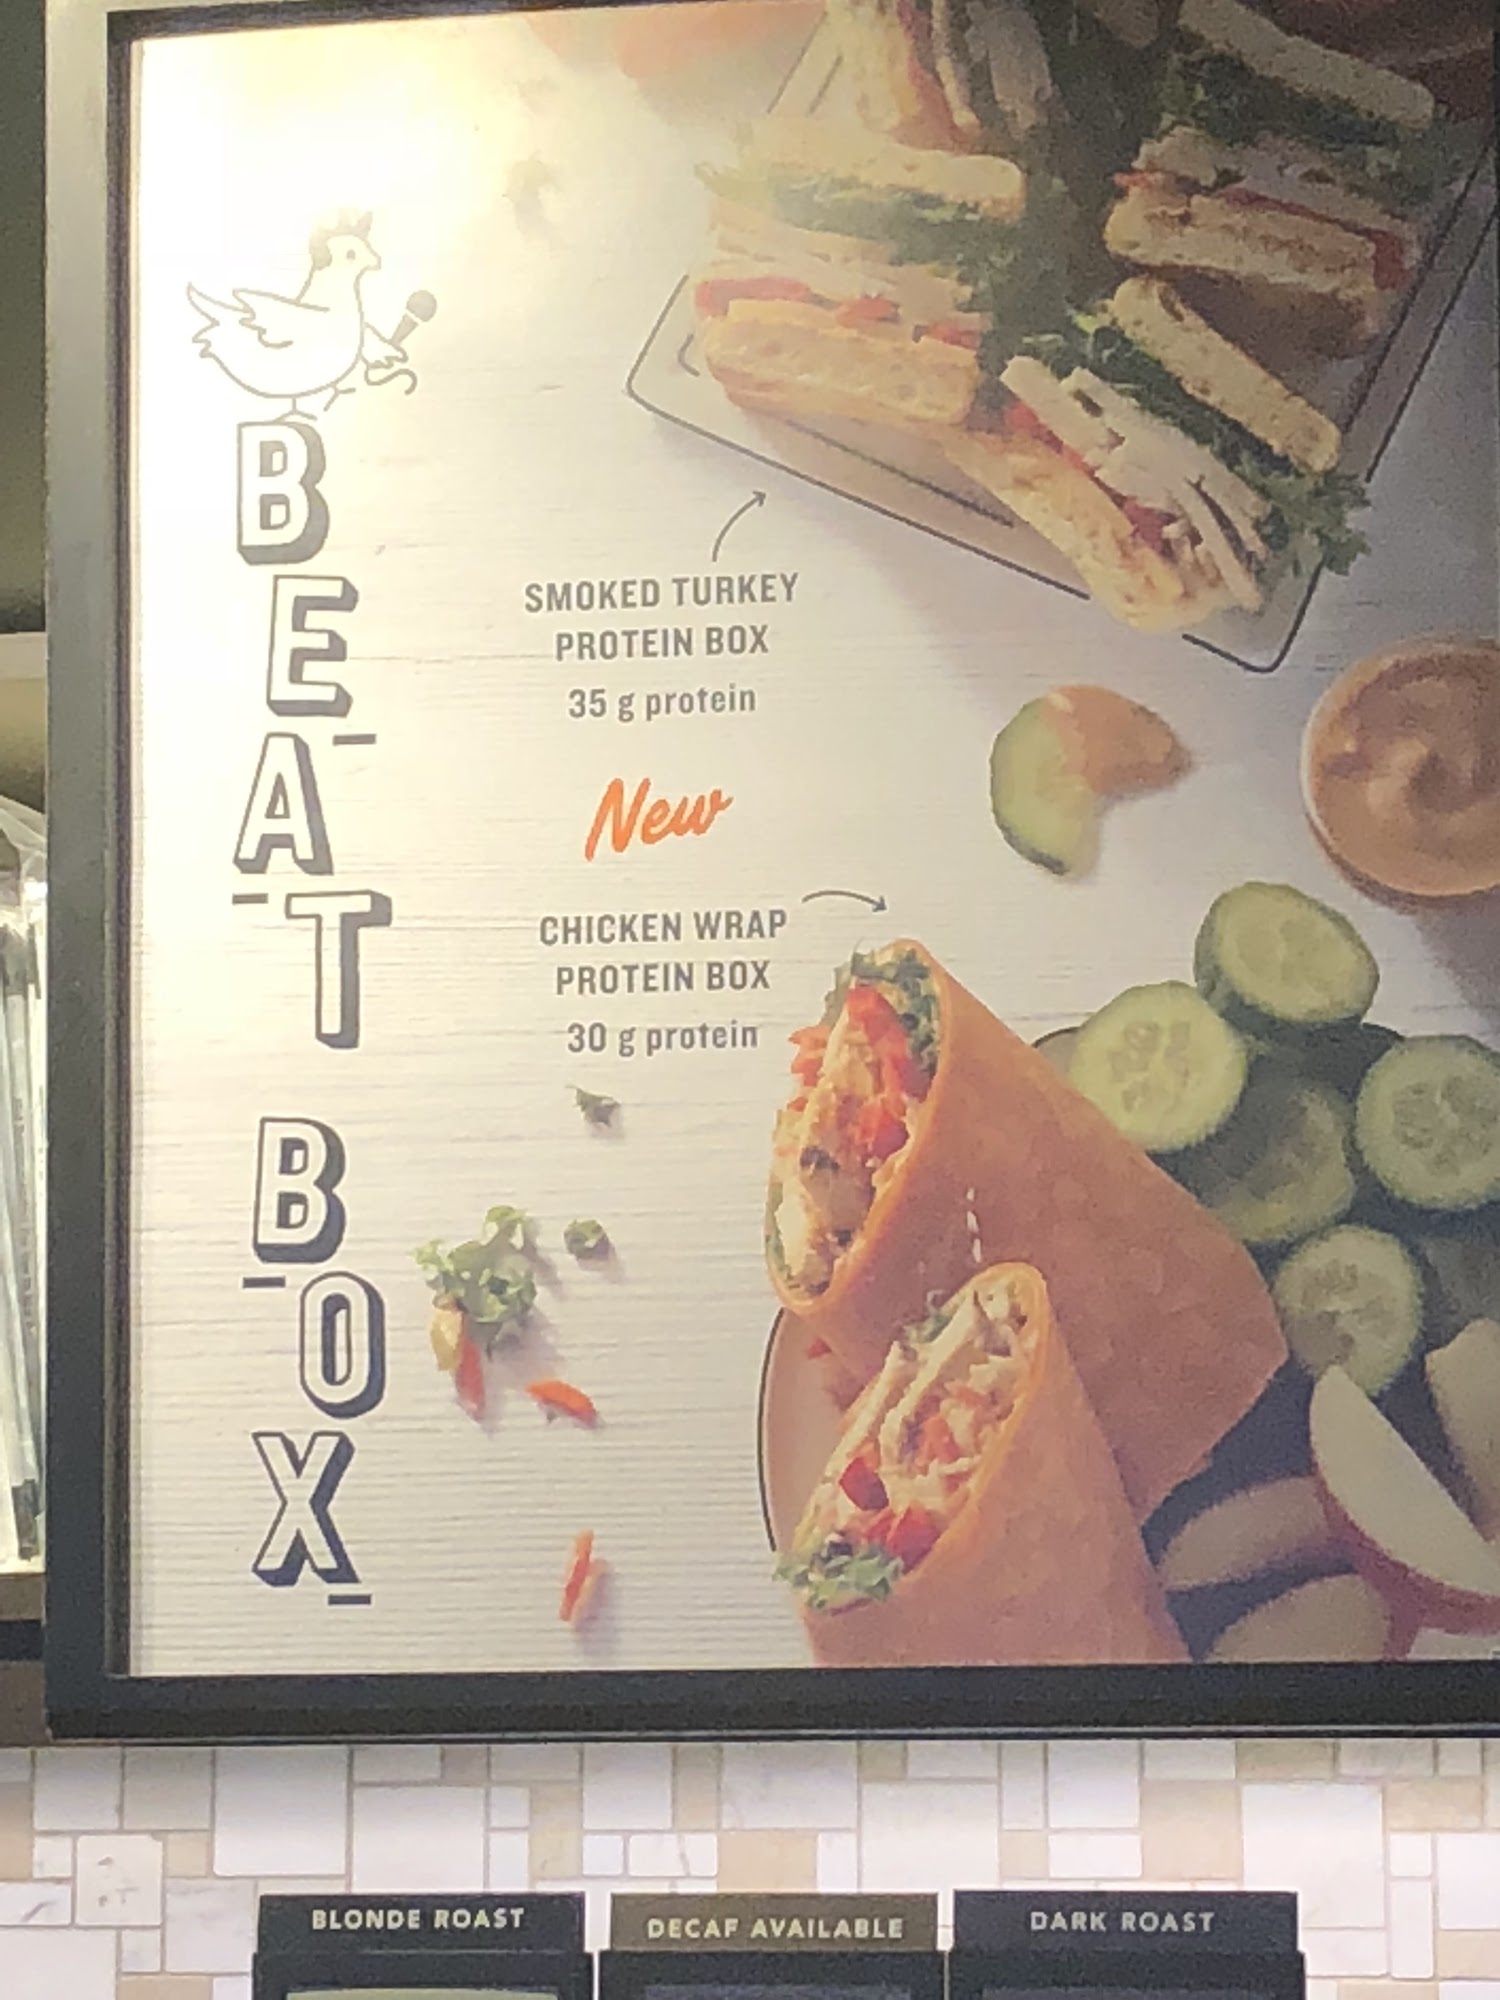 BEAT
BOX
SMOKED TURKEY
PROTEIN BOX
35 g protein
New
CHICKEN WRAP
PROTEIN BOX
30 g protein
BLONDE ROAST
DECAF AVAILABLE
DARK ROAST